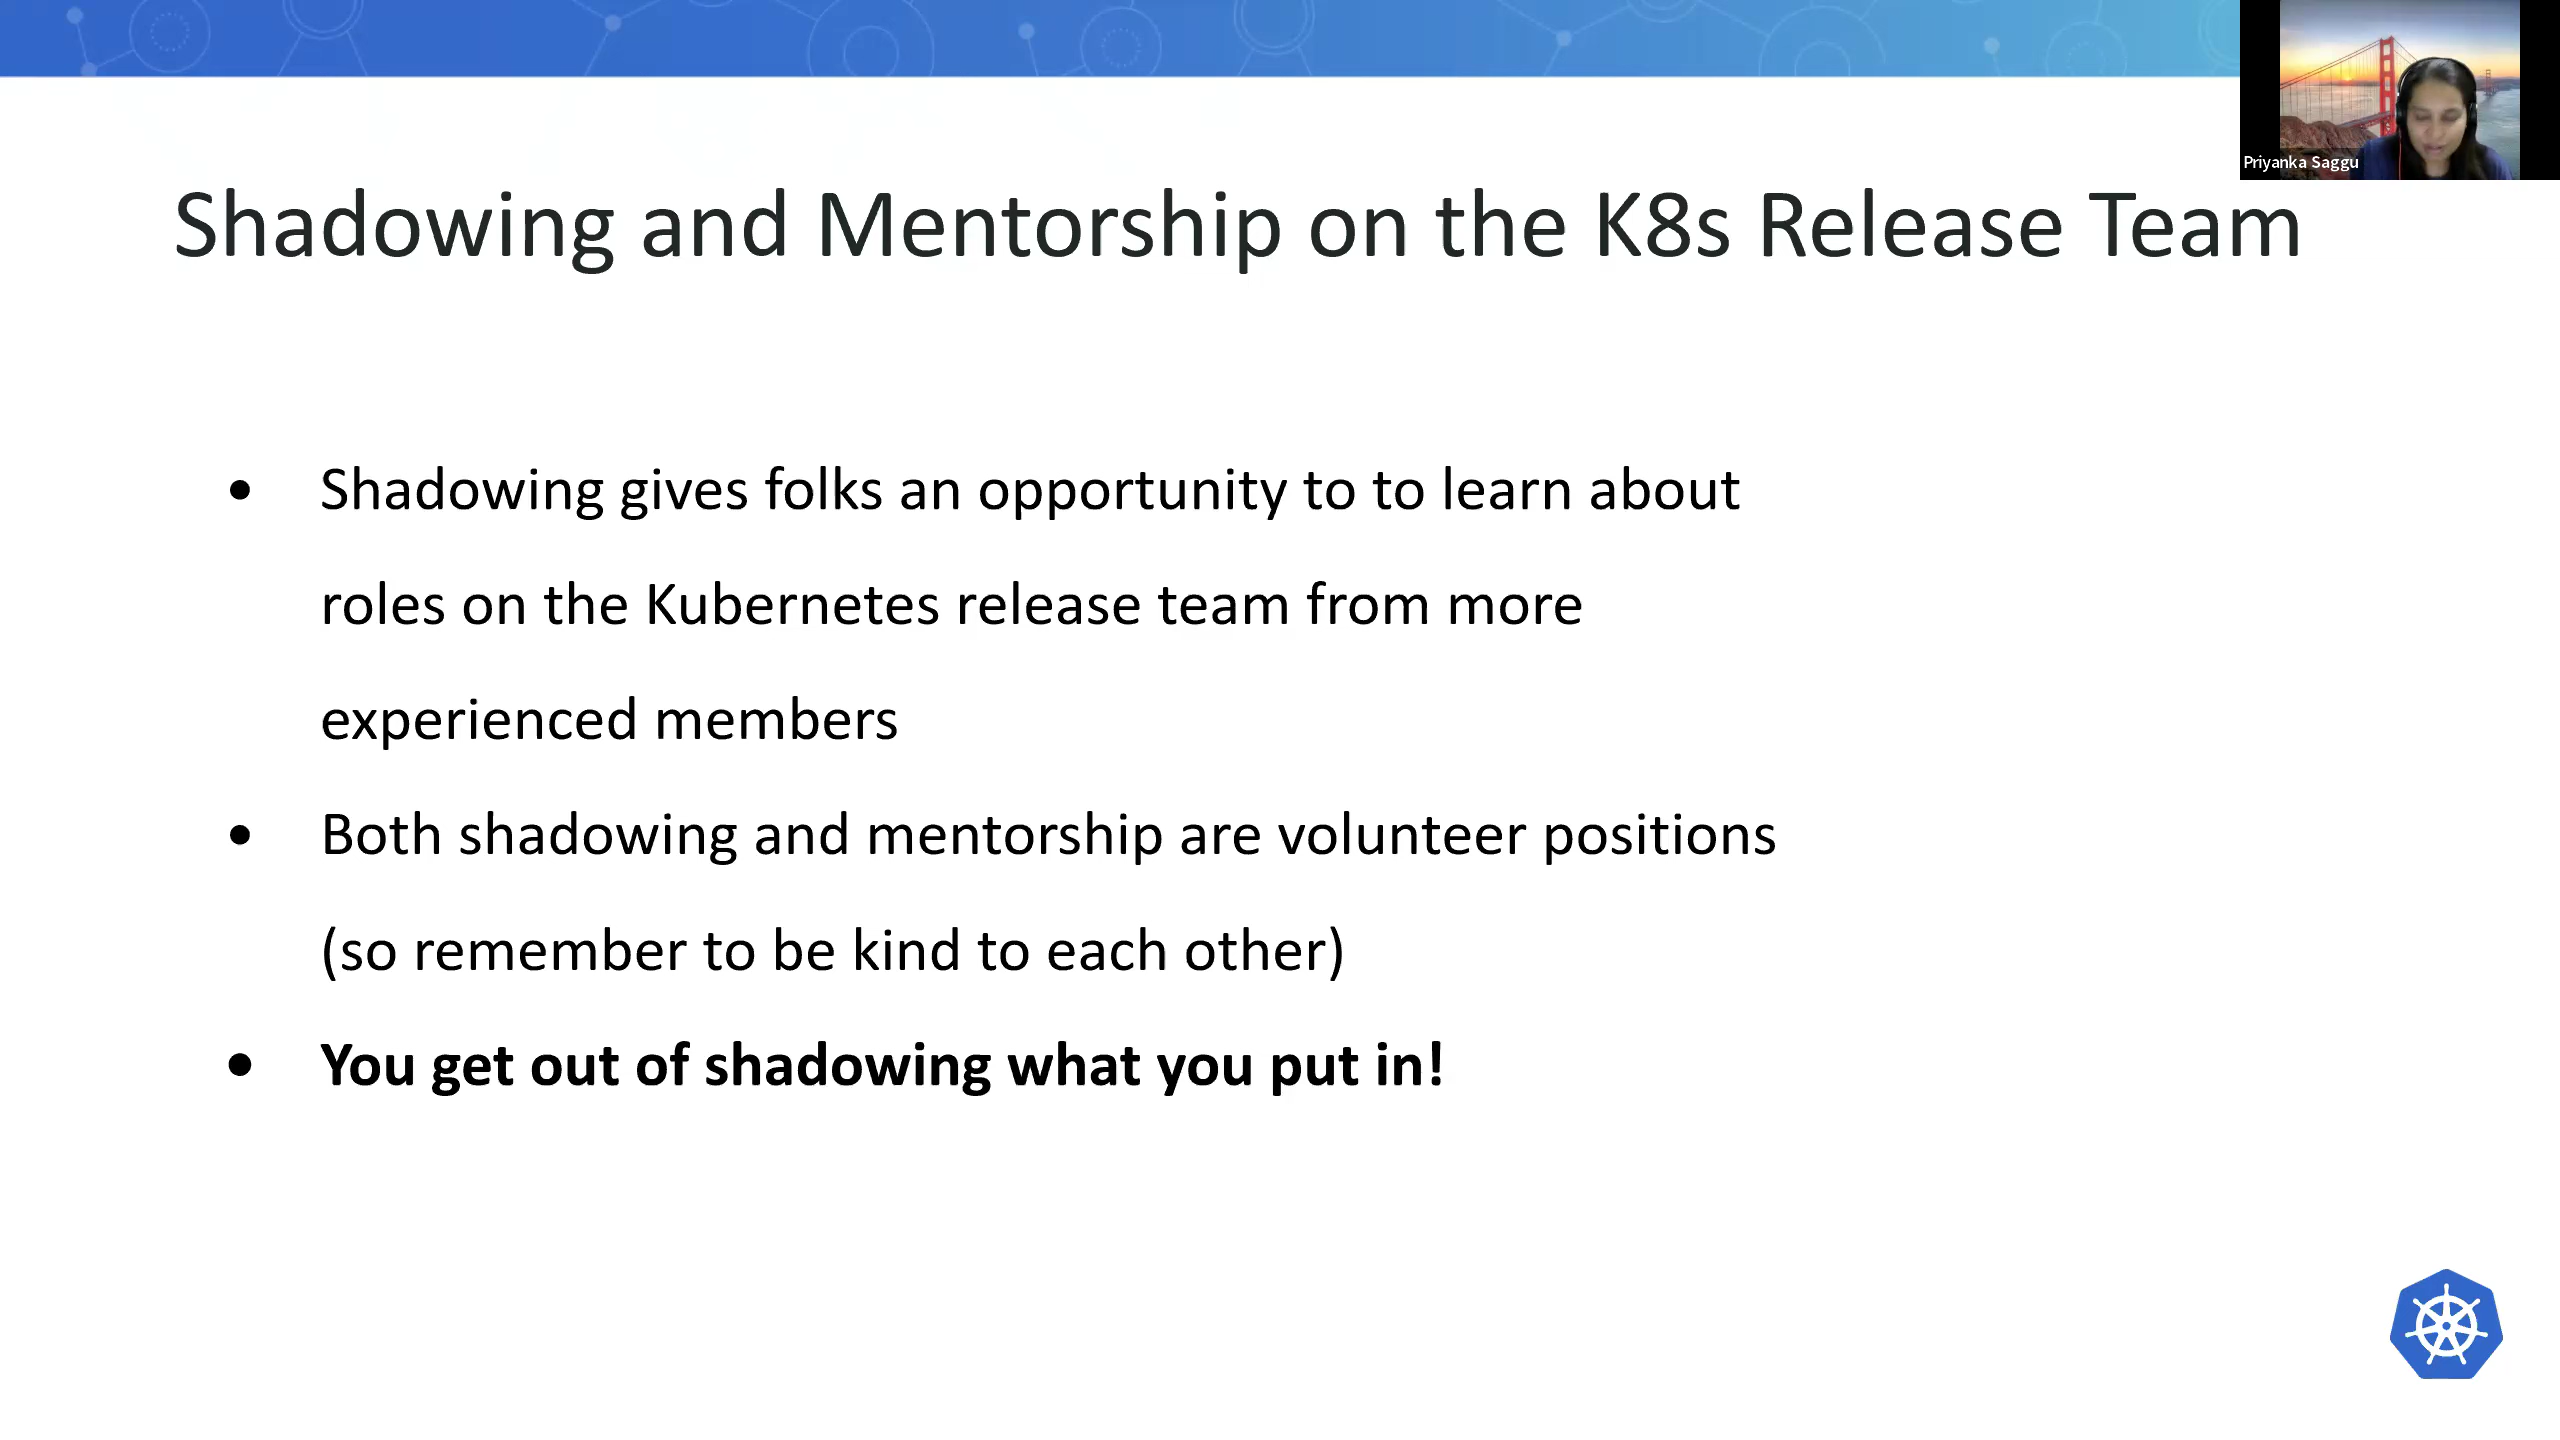 Priyanka Saggu
Shadowing and Mentorship on the K8s Release Team
• Shadowing gives folks an opportunity to to learn about
roles on the Kubernetes release team from more
experienced members
• Both shadowing and mentorship are volunteer positions
(so remember to be kind to each other)
• You get out of shadowing what you put in!